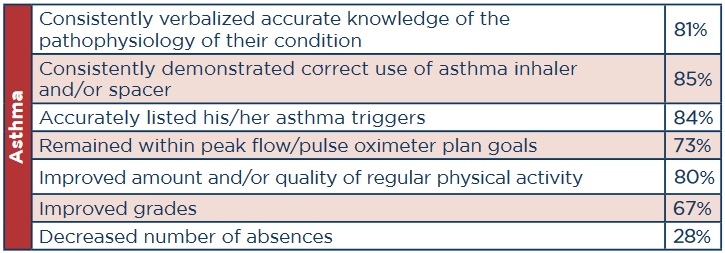 Asthma
Consistently verbalized accurate knowledge of the
pathophysiology of their condition
81%
Consistently demonstrated correct use of asthma inhaler
and/or spacer
85%
Accurately listed his/her asthma triggers
84%
Remained within peak flow/pulse oximeter plan goals
73%
Improved amount and/or quality of regular physical activity
80%
Improved grades
67%
Decreased number of absences
28%